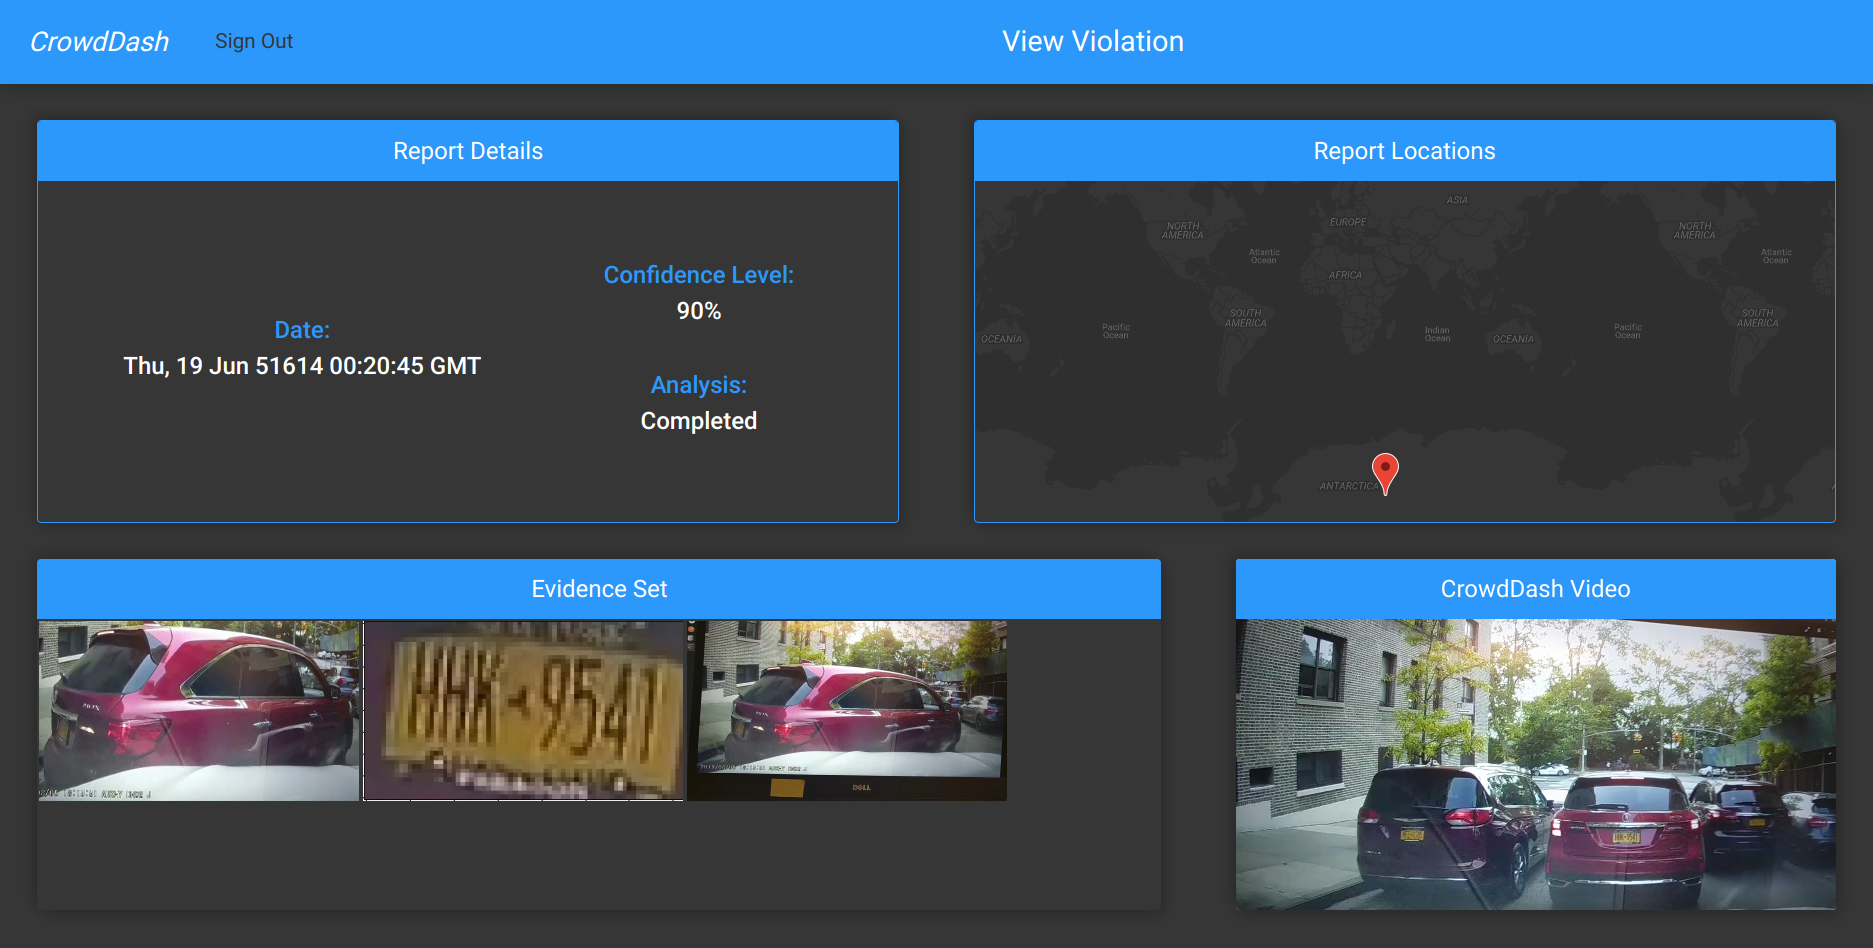 CrowdDash
Sign Out
View Violation
Report Details
Date:
Thu, 19 Jun 51614 00:20:45 GMT
Confidence Level:
90%
Analysis:
Completed
Report Locations
ASIA
NORTH
AMERICA
EUROPE
NORTH
AMERICA
Atlantic
Ocean
Atlantic
Ocean
AFRICA
SOUTH
AMERICA
SOUTH
AMERICA
Pacific
Ocean
Indian
Ocean
Pacific
Ocean
OCEANIA
OCEANIA
ANTARCTICA
Evidence Set
HHK-9541
DELL
CrowdDash Video